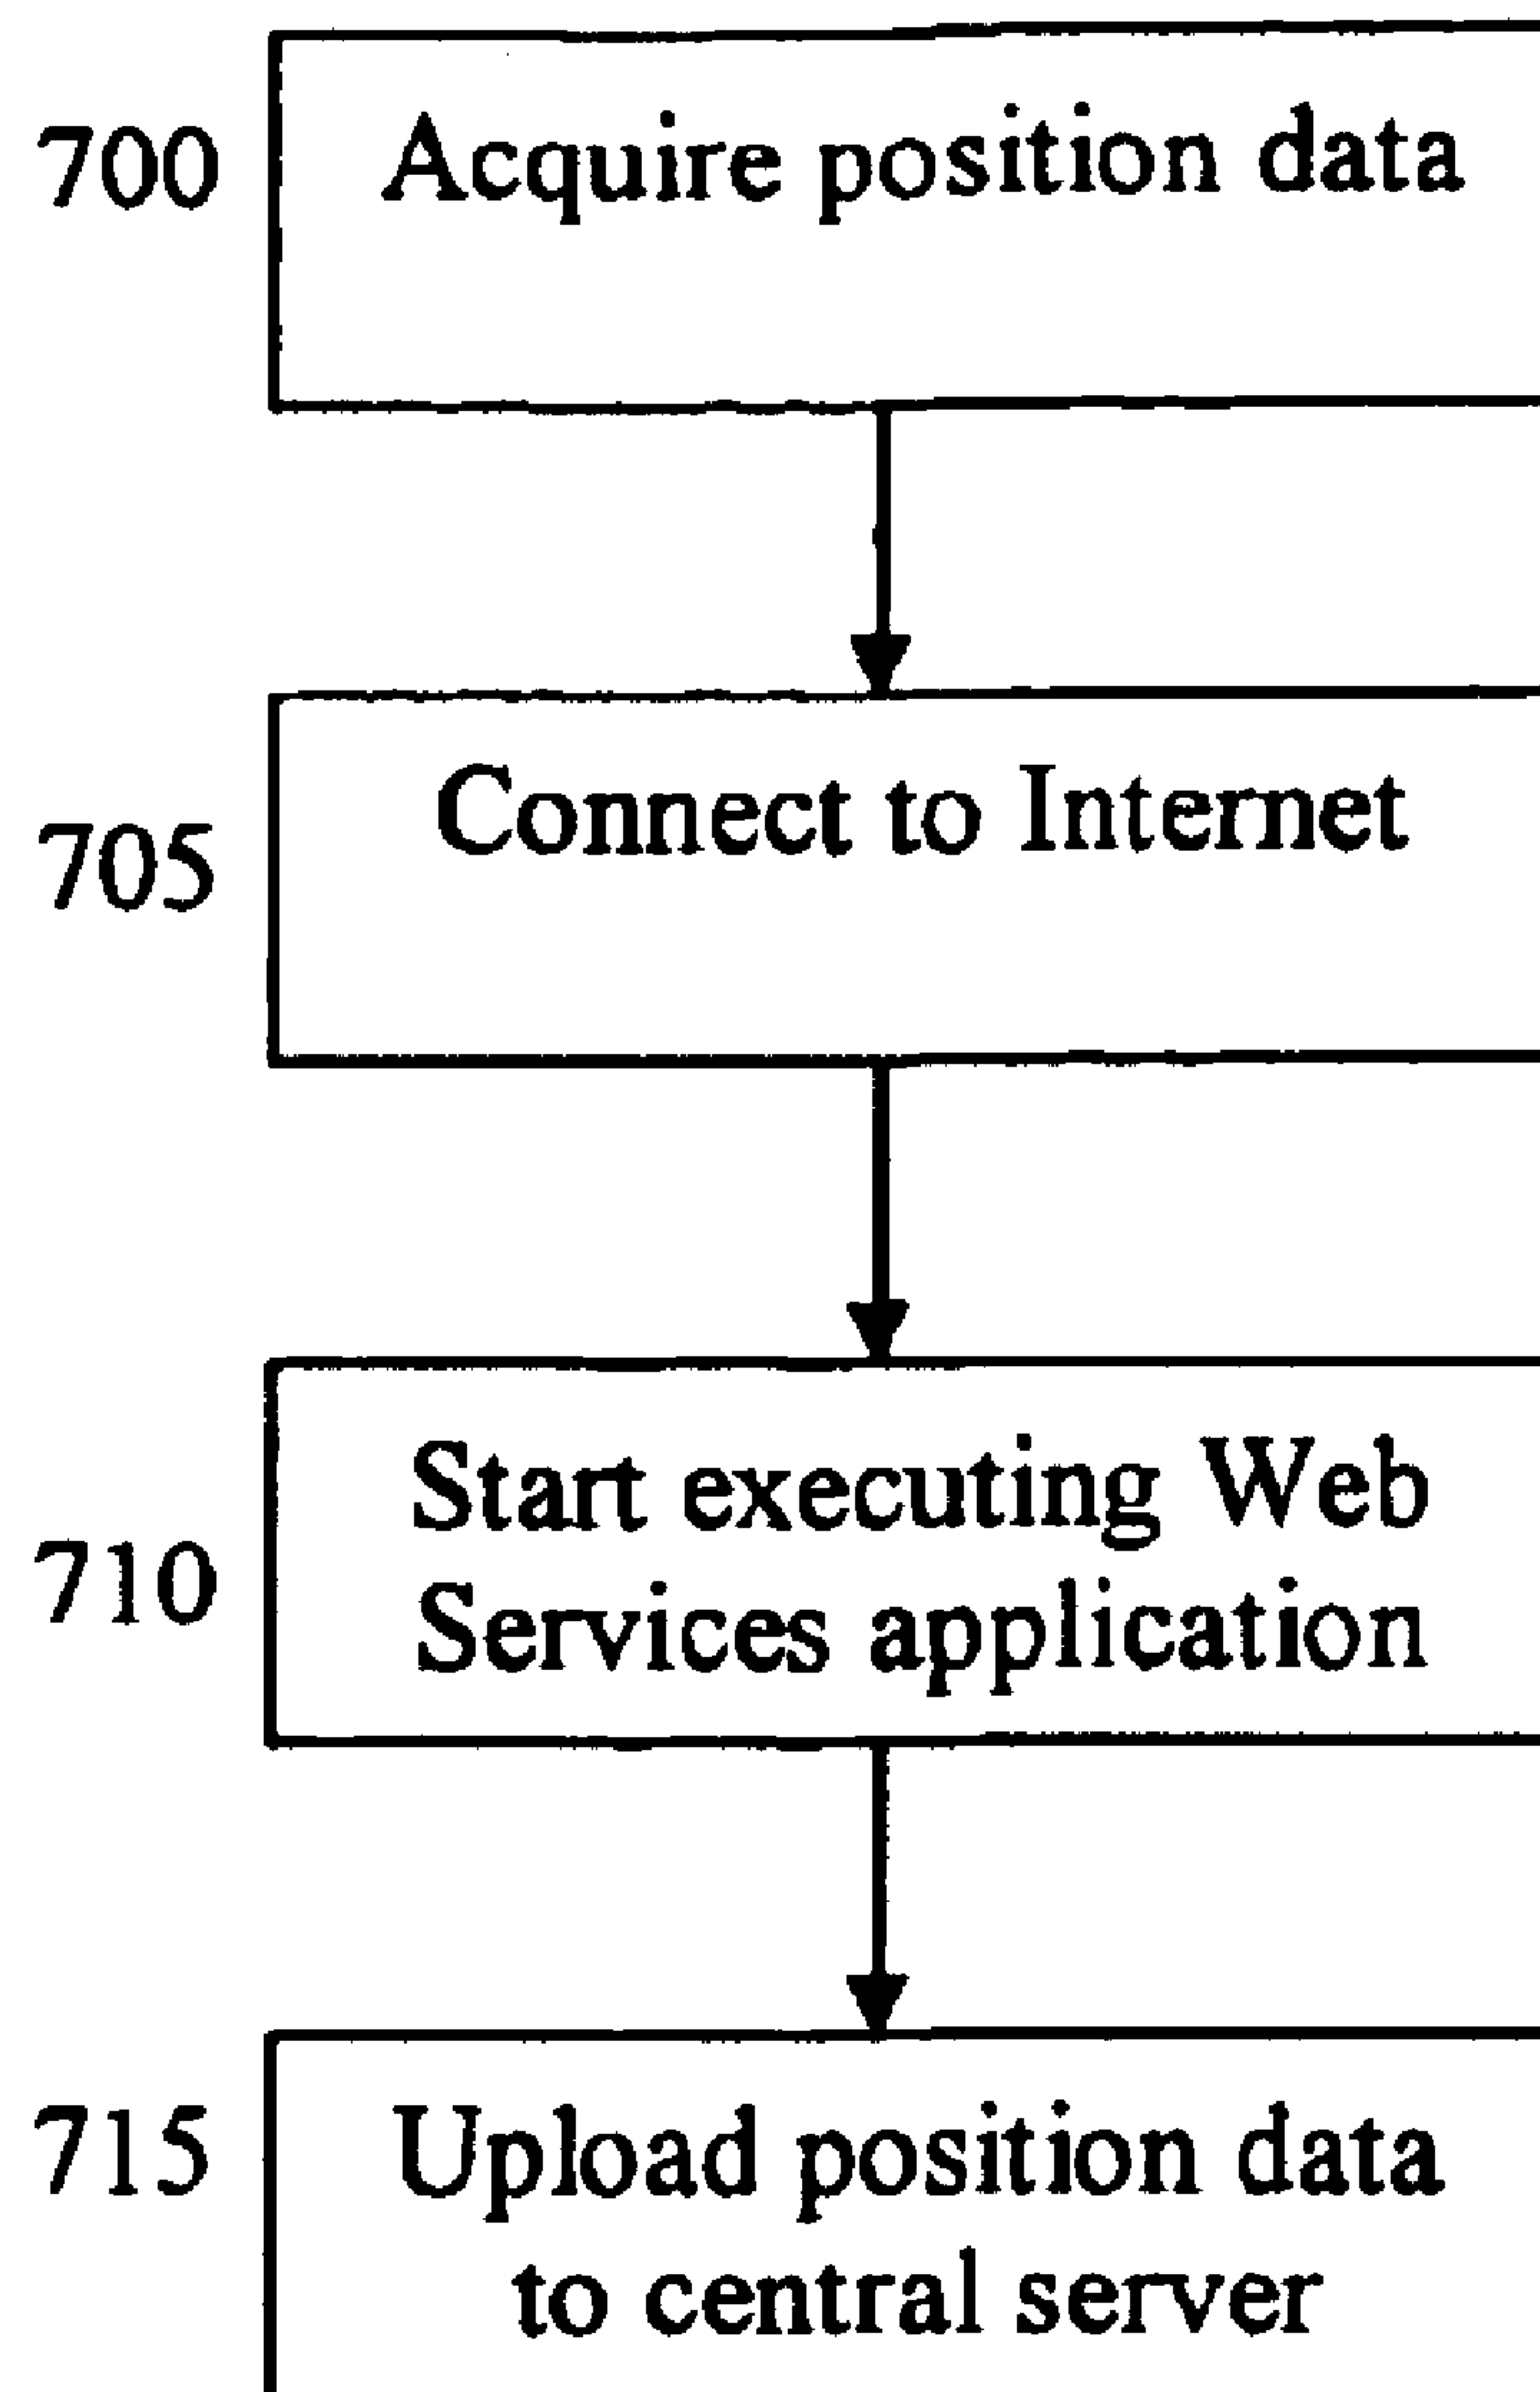 700
Acquire position data
Connect to Internet
705
Start executing Web
710
Services application
715
Upload position data
to central server